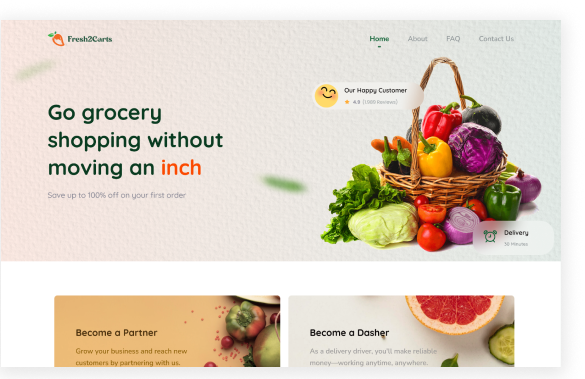 Fresh2Carts
Home About FAQ Contact Us
Our Happy Customer
4.9 (1900 Reviews)
Go grocery
shopping without
moving an inch
Save up to 100% off on your first order
Delivery
30 Minutes
Become a Partner
Grow your business and reach new
customers by partnering with us.
Become a Dasher
As a delivery driver, you'll make reliable
money—working anytime, anywhere.